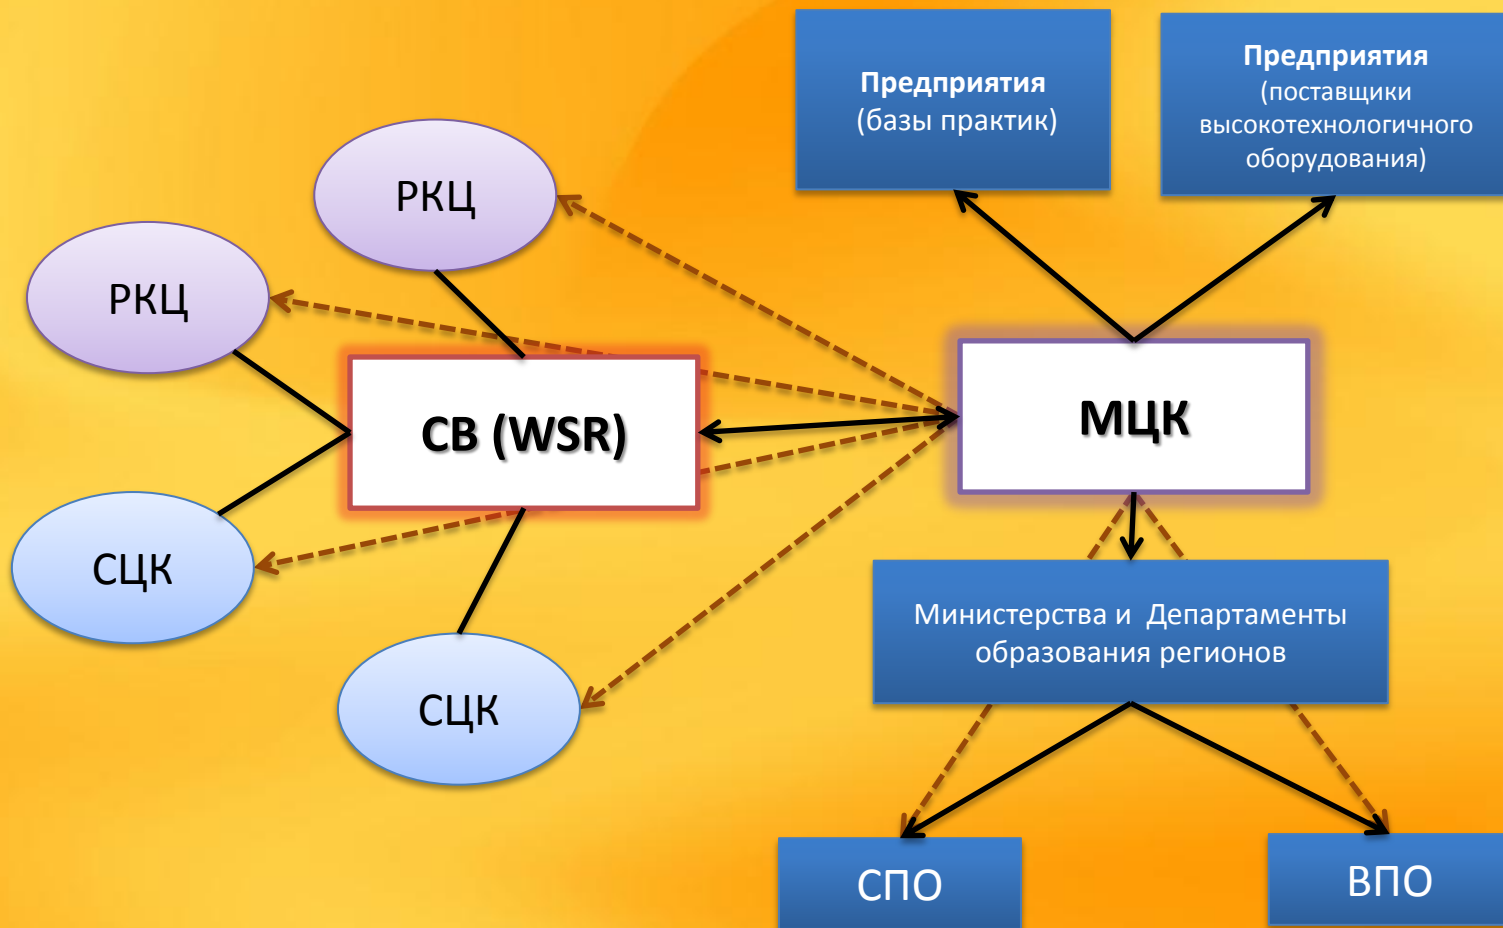 Предприятия
(базы практик)
Предприятия
(поставщики
высокотехнологичного
оборудования)
РКЦ
РКЦ
СВ (WSR)
МЦК
СЦК
СЦК
Министерства и Департаменты
образования регионов
СПО
ВПО